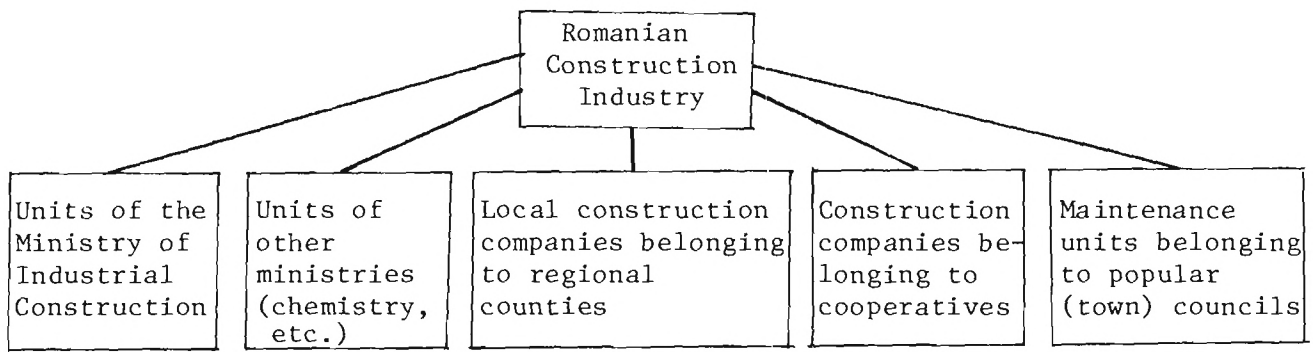 Romanian
Construction
Industry
Units of the
Ministry of
Industrial
Construction
Units of
other
ministries
(chemistry,
etc.)
Local construction
companies belonging
to regional
counties
Construction
companies be-
longing to
cooperatives
Maintenance
units belonging
to popular
(town) councils